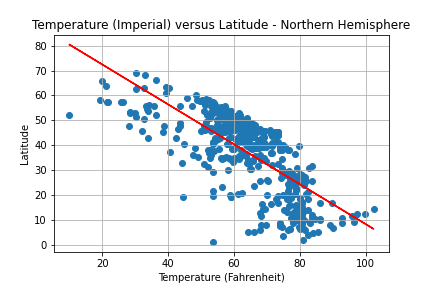 Temperature (Imperial) versus Latitude - Northern Hemisphere
80
70
60
50
40
30
20
10
0
Latitude
20 40 60 80 100
Temperature (Fahrenheit)